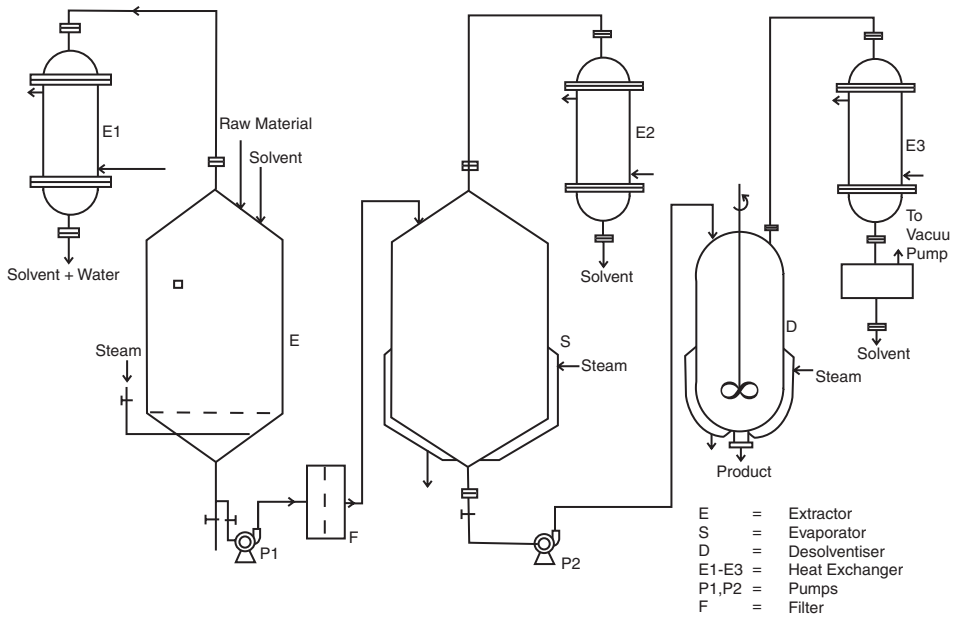 E1
Raw Material
Solvent
Solvent + Water
E
Steam
P1
F
E2
Solvent
S
Steam
P2
E3
To
Vacuu
Pump
Solvent
D
Steam
Product
E = Extractor
S = Evaporator
D = Desolventiser
E1-E3 = Heat Exchanger
P1,P2 = Pumps
F = Filter